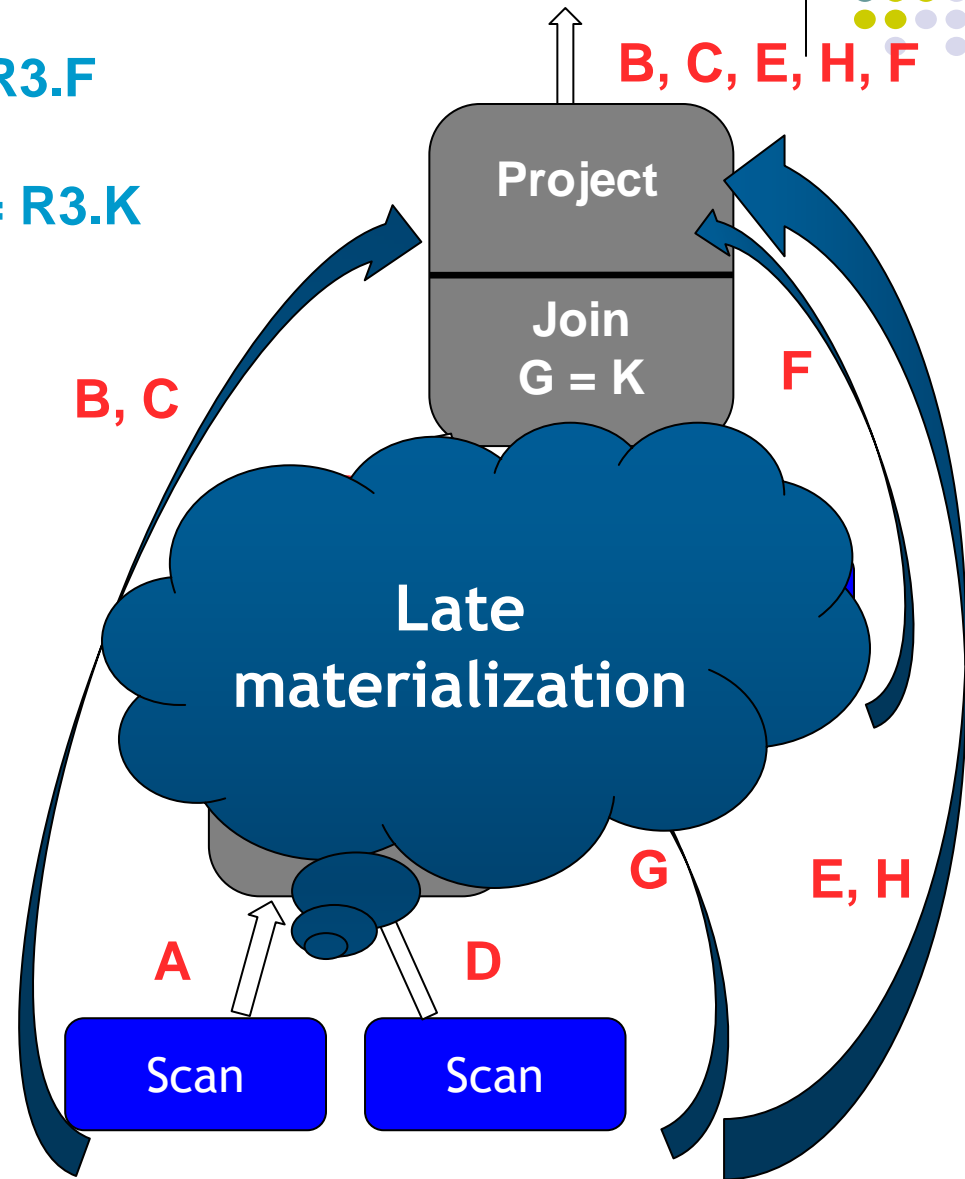 R3.F
B, C, E, H, F
Project
= R3.K
Join
G = K
F
B, C
Late
materialization
G
E, H
A
D
Scan
Scan